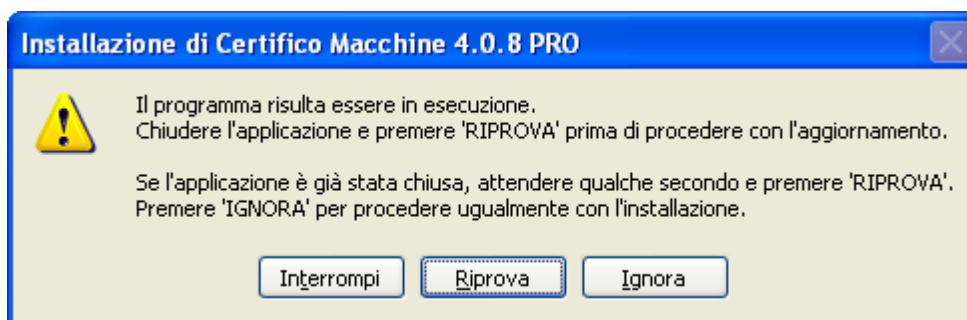 Installazione di Certifico Macchine 4.0.8 PRO
Il programma risulta essere in esecuzione.
Chiudere l'applicazione e premere 'RIPROVA' prima di procedere con l'aggiornamento.
Se l'applicazione è già stata chiusa, attendere qualche secondo e premere 'RIPROVA'.
Premere 'IGNORA' per procedere ugualmente con l'installazione.
Interrompi Riprova Ignora